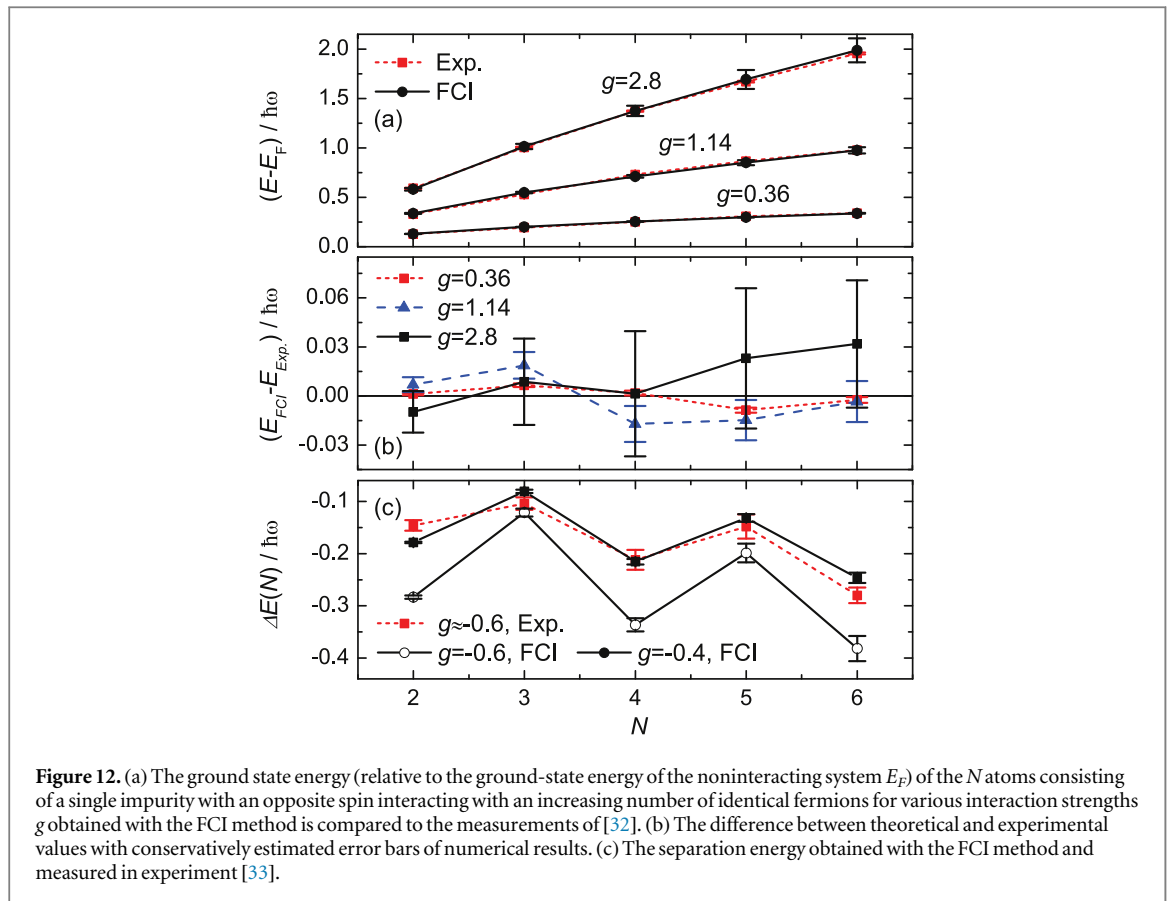 2.0
1.5
1.0
0.5
0.0
(E-E_F) / ħω
Exp.
FCI
(a)
g=2.8
g=1.14
g=0.36
0.06
0.03
0.00
-0.03
(E_FCI-E_Exp.) / ħω
g=0.36
g=1.14
g=2.8
(b)
-0.1
-0.2
-0.3
-0.4
ΔE(N) / ħω
(c)
g≈-0.6, Exp.
g=-0.6, FCI g=-0.4, FCI
2 3 4 5 6
N
Figure 12. (a) The ground state energy (relative to the ground-state energy of the noninteracting system E_F) of the N atoms consisting
of a single impurity with an opposite spin interacting with an increasing number of identical fermions for various interaction strengths
g obtained with the FCI method is compared to the measurements of [32]. (b) The difference between theoretical and experimental
values with conservatively estimated error bars of numerical results. (c) The separation energy obtained with the FCI method and
measured in experiment [33].